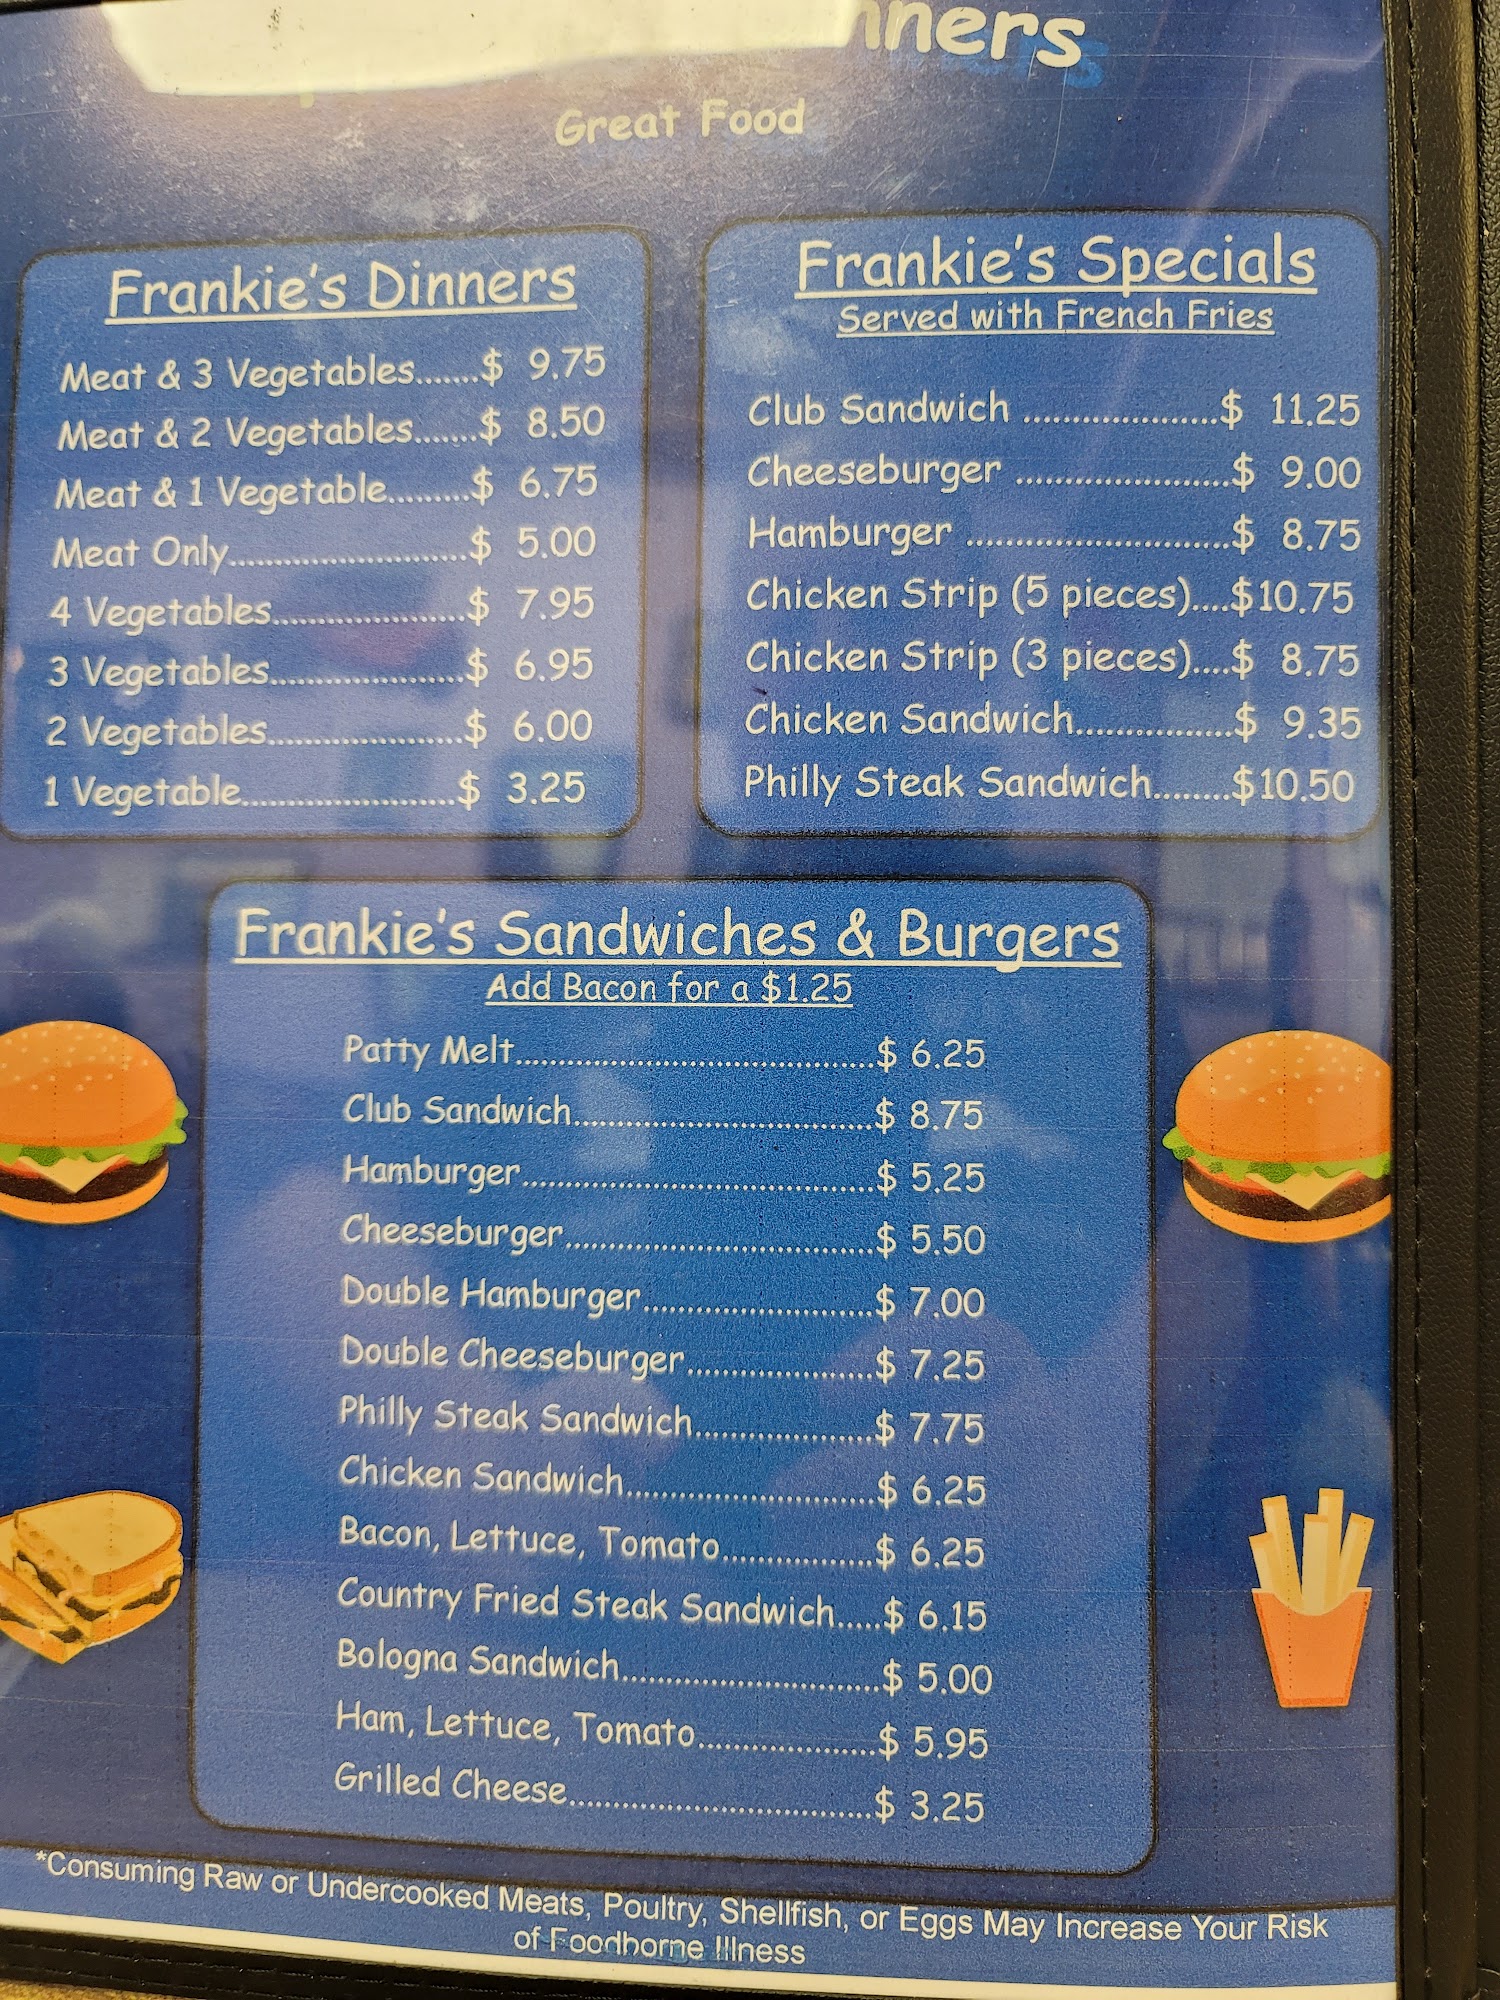 Great Food
Frankie's Dinners
Meat & 3 Vegetables.......$ 9.75
Meat & 2 Vegetables.......$ 8.50
Meat & 1 Vegetable.........$ 6.75
Meat Only..........................$ 5.00
4 Vegetables.....................$ 7.95
3 Vegetables.....................$ 6.95
2 Vegetables.....................$ 6.00
1 Vegetable.......................$ 3.25
Frankie's Specials
Served with French Fries
Club Sandwich ....................$ 11.25
Cheeseburger ......................$ 9.00
Hamburger ...........................$ 8.75
Chicken Strip (5 pieces)....$10.75
Chicken Strip (3 pieces)....$ 8.75
Chicken Sandwich................$ 9.35
Philly Steak Sandwich........$10.50
Frankie's Sandwiches & Burgers
Add Bacon for a $1.25
Patty Melt......................................$ 6.25
Club Sandwich................................$ 8.75
Hamburger.....................................$ 5.25
Cheeseburger.................................$ 5.50
Double Hamburger.........................$ 7.00
Double Cheeseburger....................$ 7.25
Philly Steak Sandwich...................$ 7.75
Chicken Sandwich..........................$ 6.25
Bacon, Lettuce, Tomato................$ 6.25
Country Fried Steak Sandwich.....$ 6.15
Bologna Sandwich...........................$ 5.00
Ham, Lettuce, Tomato...................$ 5.95
Grilled Cheese................................$ 3.25
*Consuming Raw or Undercooked Meats, Poultry, Shellfish, or Eggs May Increase Your Risk
of Foodborne Illness